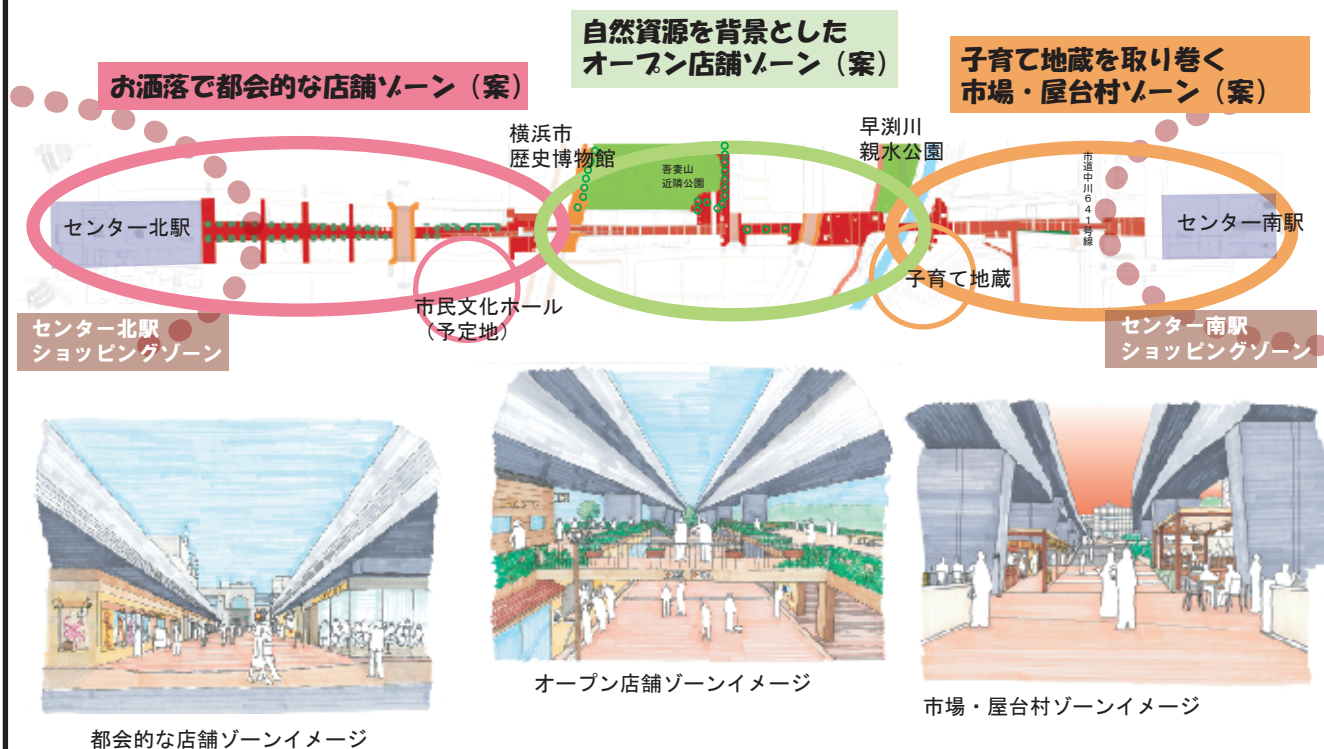 お洒落で都会的な店舗ゾーン（案）
自然資源を背景とした
オープン店舗ゾーン（案）
子育て地蔵を取り巻く
市場・屋台村ゾーン（案）
横浜市
歴史博物館
吾妻山
近隣公園
早渕川
親水公園
市道中川６４１号線
センター北駅
センター南駅
子育て地蔵
市民文化ホール
（予定地）
センター北駅
ショッピングゾーン
センター南駅
ショッピングゾーン
都会的な店舗ゾーンイメージ
オープン店舗ゾーンイメージ
市場・屋台村ゾーンイメージ